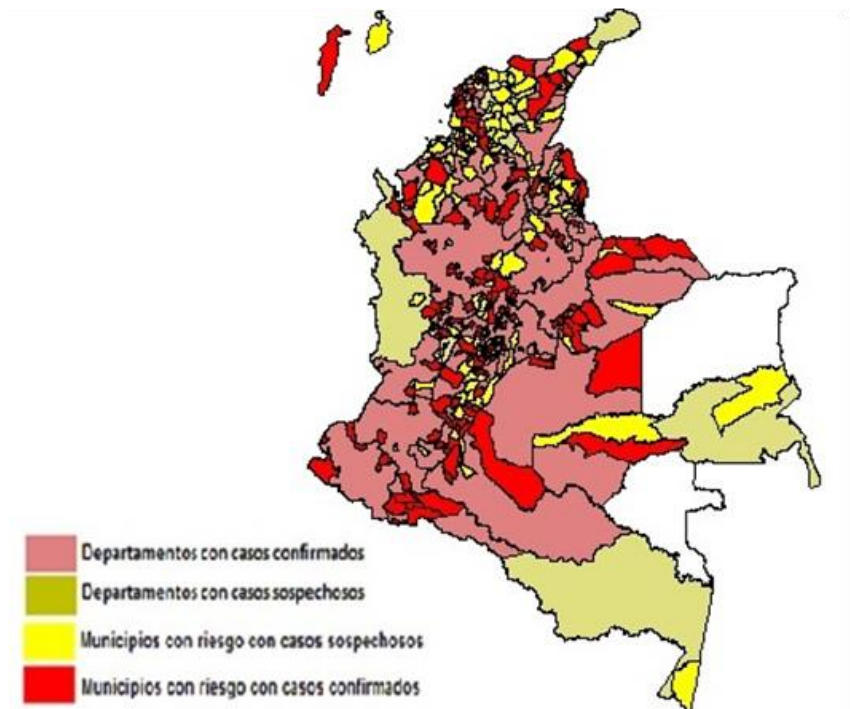 Departamentos con casos confirmados
Departamentos con casos sospechosos
Municipios con riesgo con casos sospechosos
Municipios con riesgo con casos confirmados